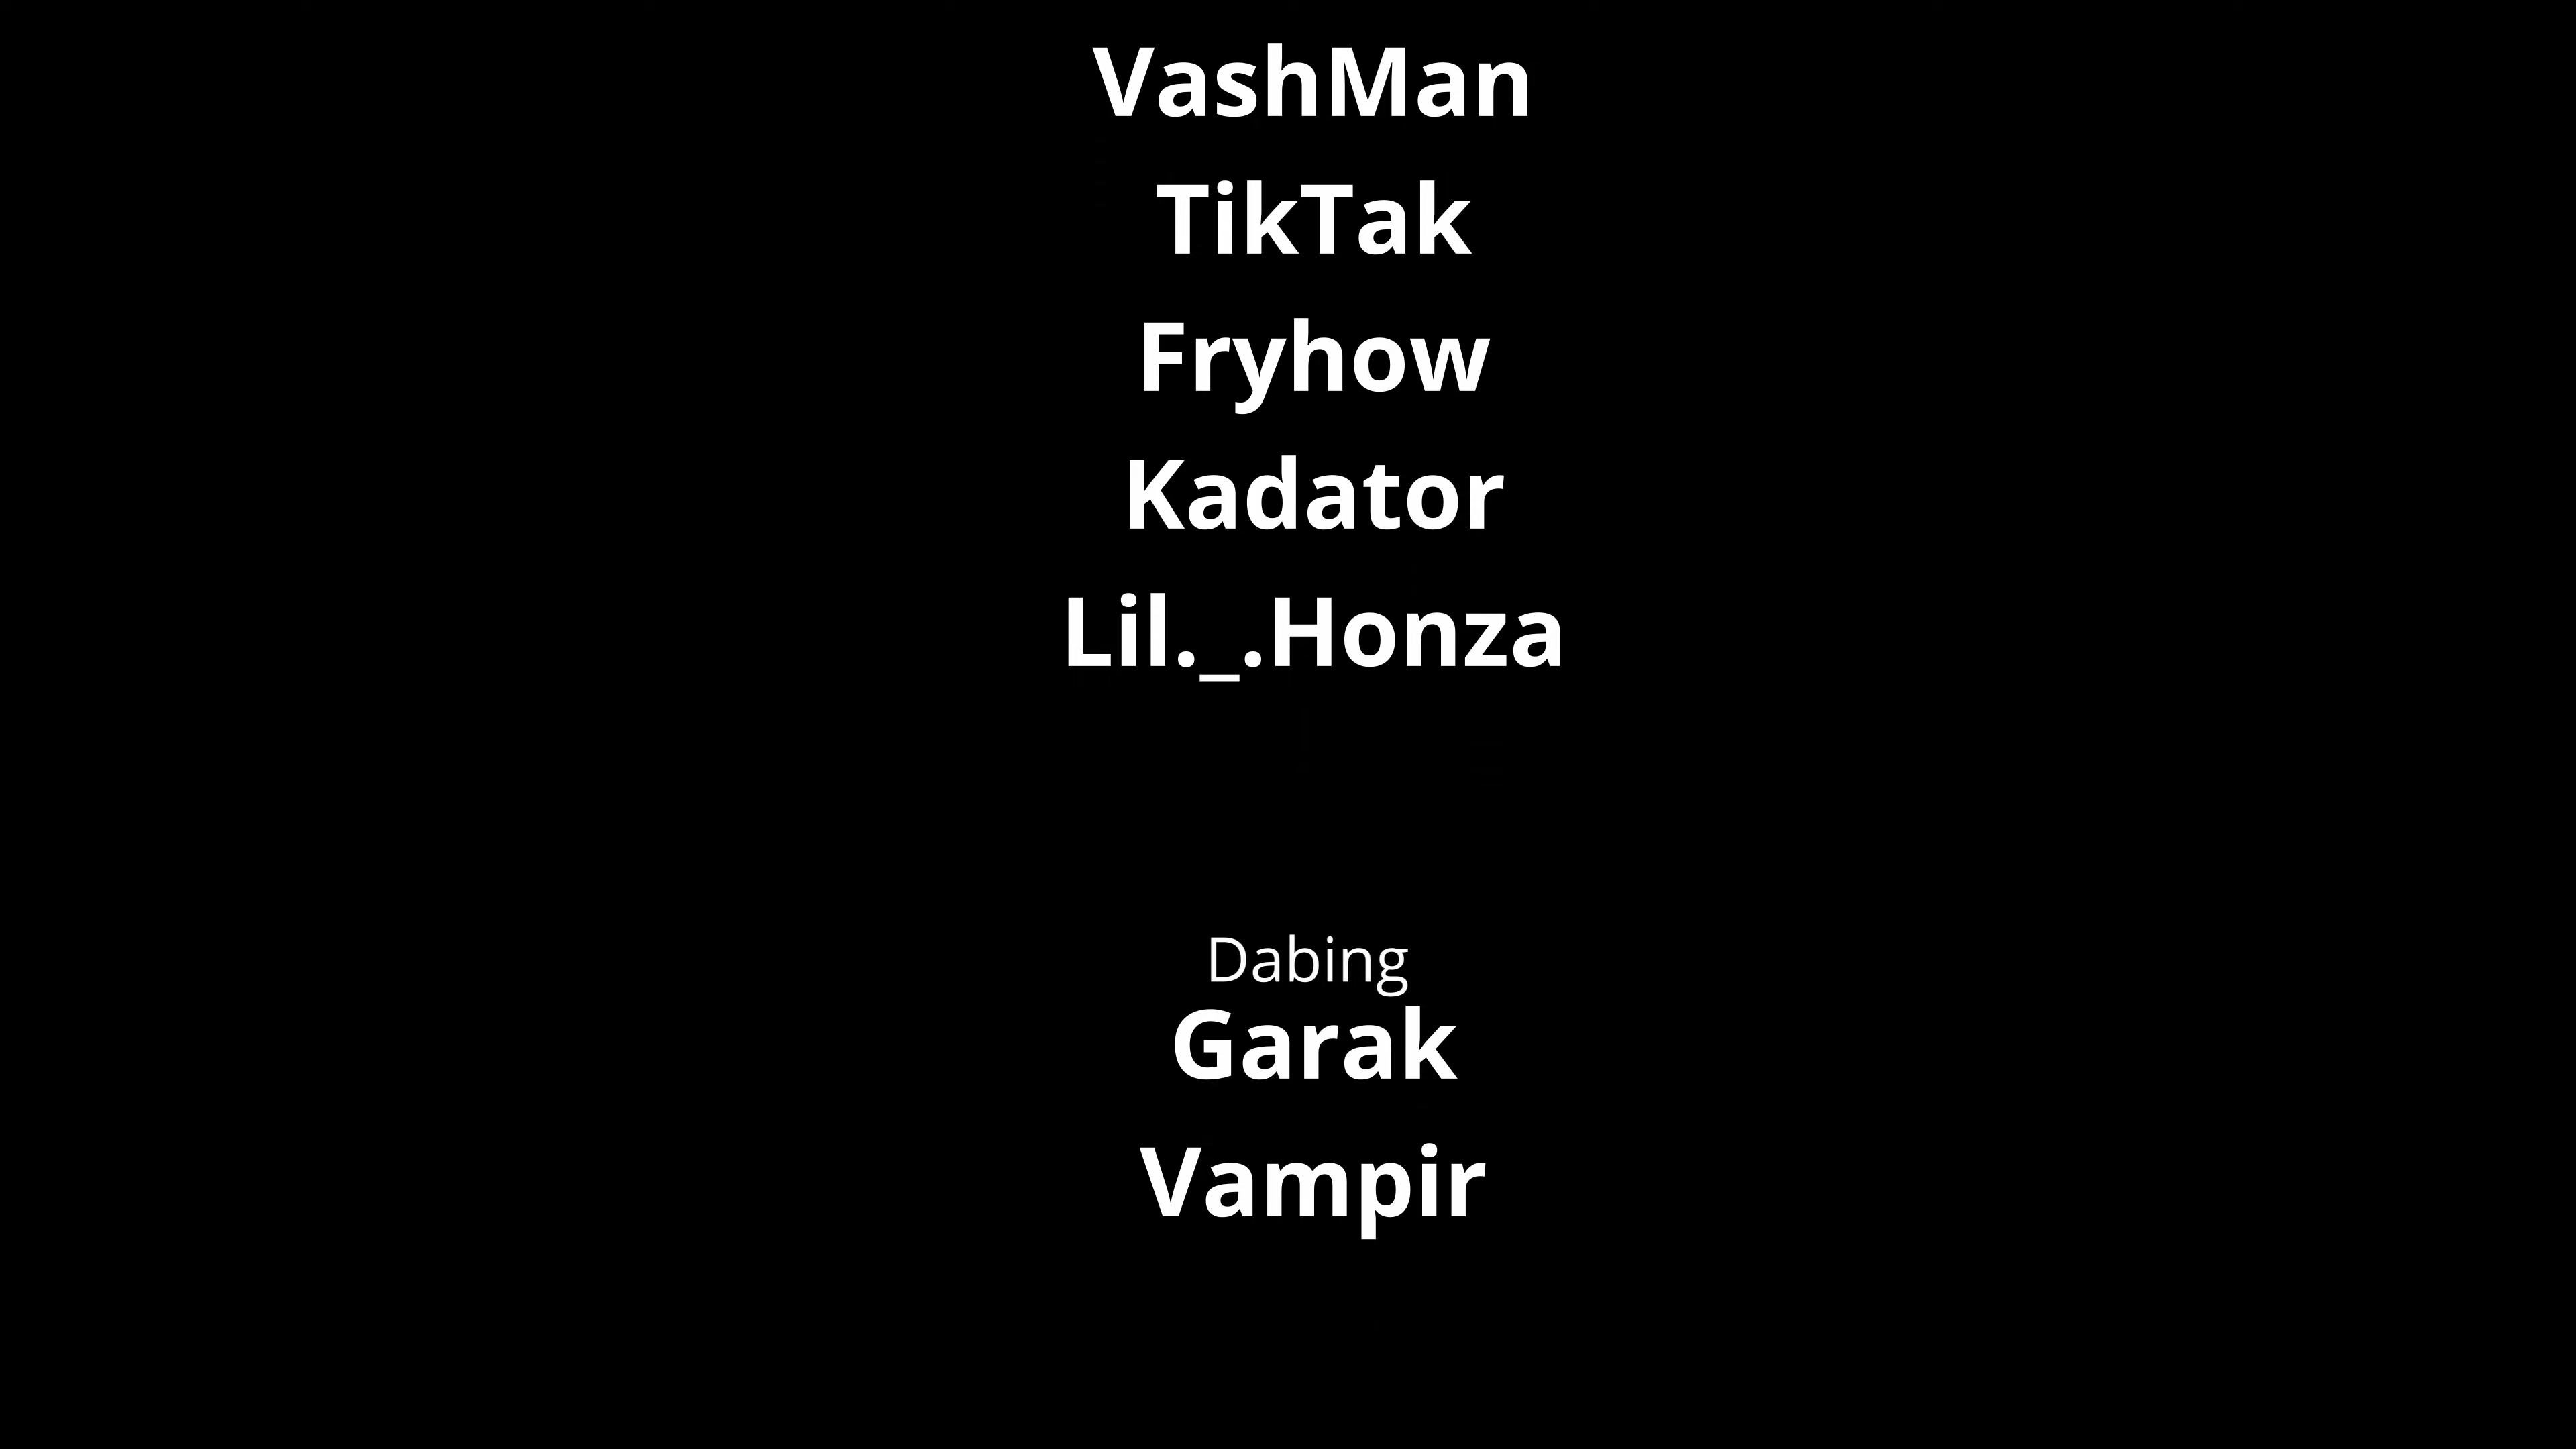 VashMan
TikTak
Fryhow
Kadator
Lil._.Honza
Dabing
Garak
Vampir